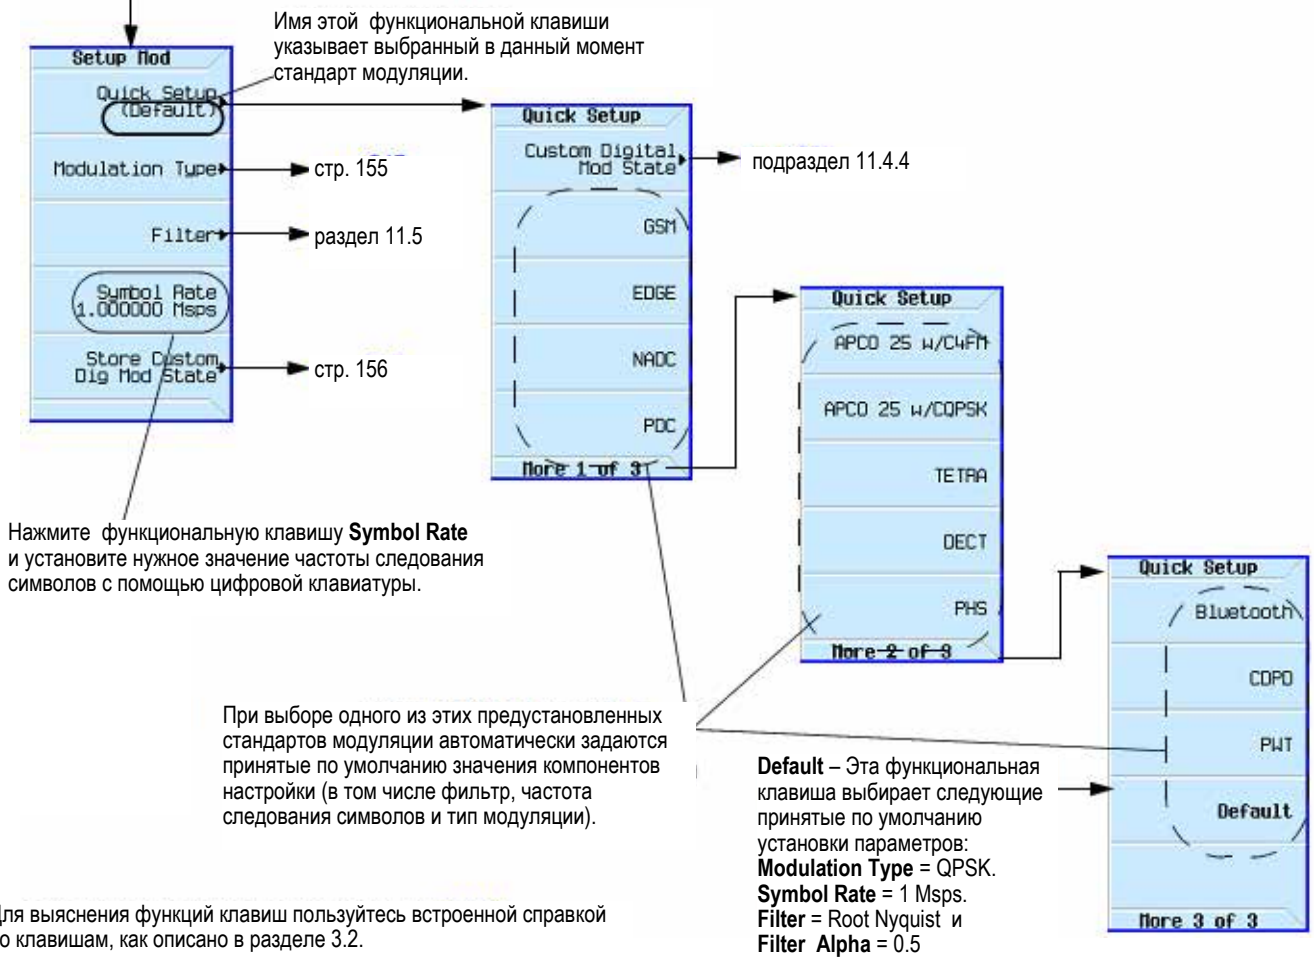 Имя этой функциональной клавиши
указывает выбранный в данный момент
стандарт модуляции.
Setup Mod
Quick Setup
(Default)
Modulation Type
стр. 155
Filter
раздел 11.5
Symbol Rate
1.000000 Msps
Store Custom
Dig Mod State
стр. 156
Нажмите функциональную клавишу Symbol Rate
и установите нужное значение частоты следования
символов с помощью цифровой клавиатуры.
Quick Setup
Custom Digital
Mod State
подраздел 11.4.4
GSM
EDGE
NADC
PDC
More 1 of 3
Quick Setup
APCO 25 w/C4FM
APCO 25 w/CQPSK
TETRA
DECT
PHS
More 2 of 3
Quick Setup
Bluetooth
CDPD
PWT
Default
More 3 of 3
При выборе одного из этих предустановленных
стандартов модуляции автоматически задаются
принятые по умолчанию значения компонентов
настройки (в том числе фильтр, частота
следования символов и тип модуляции).
Default – Эта функциональная
клавиша выбирает следующие
принятые по умолчанию
установки параметров:
Modulation Type = QPSK.
Symbol Rate = 1 Msps.
Filter = Root Nyquist и
Filter Alpha = 0.5
Для выяснения функций клавиш пользуйтесь встроенной справкой
о клавишам, как описано в разделе 3.2.